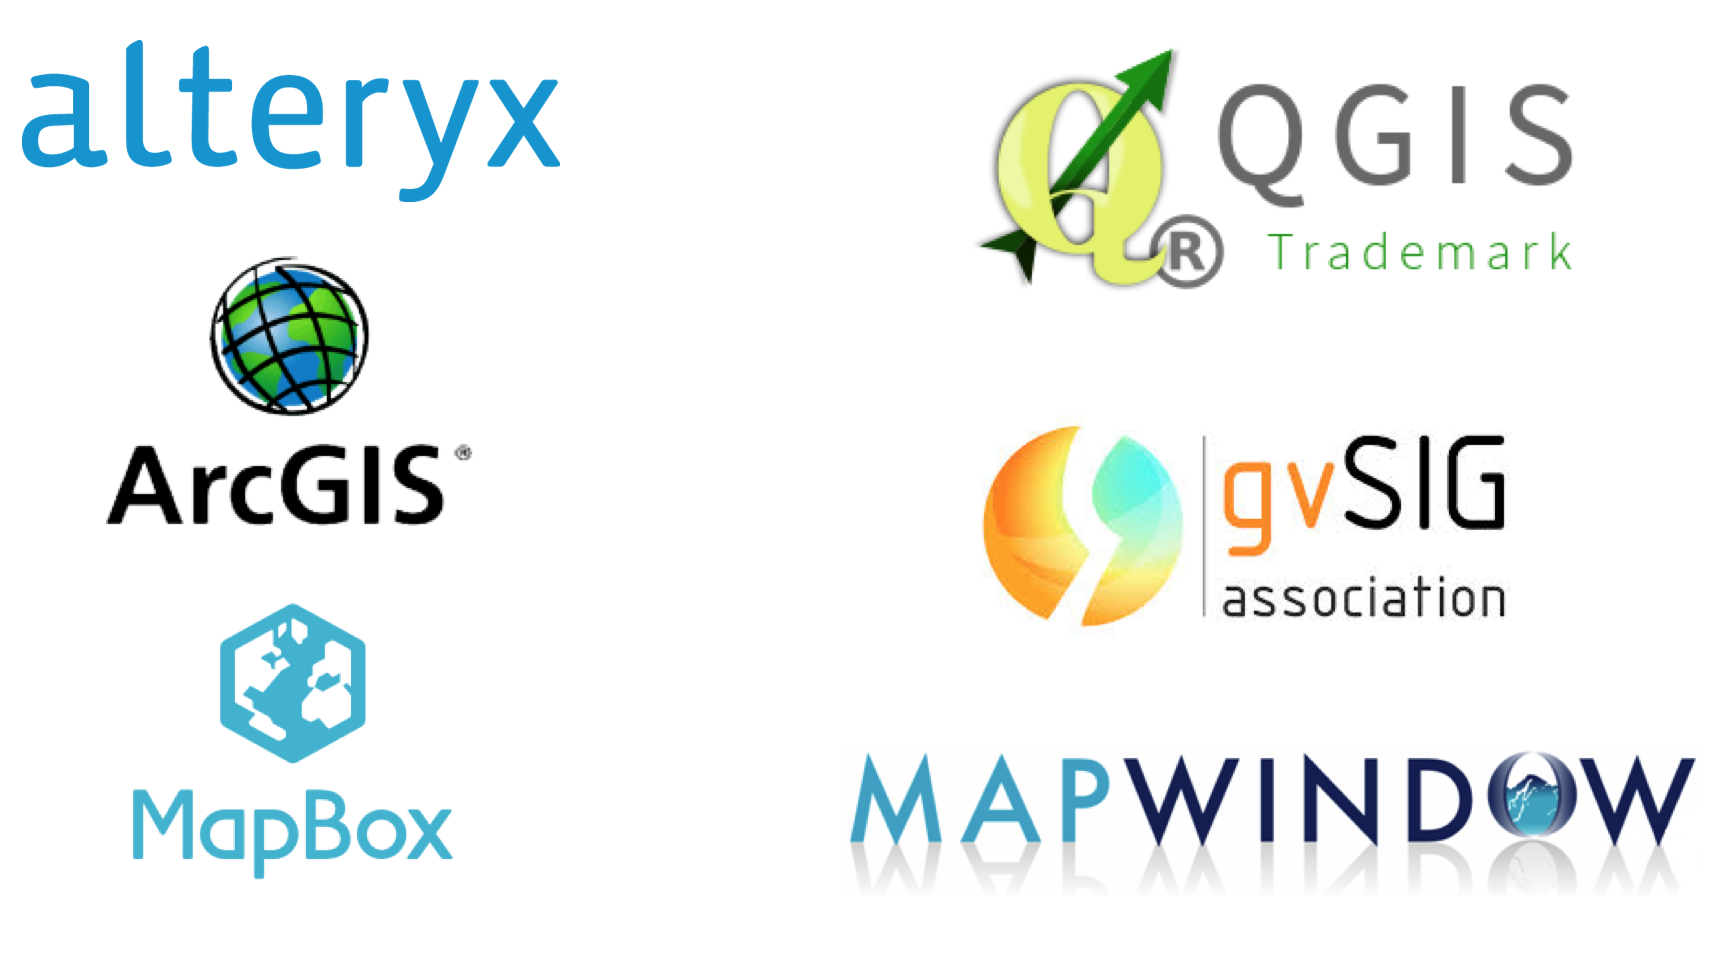 alteryx
ArcGIS®
MapBox
Q® QGIS
Trademark
gvSIG
association
MAPWINDOW